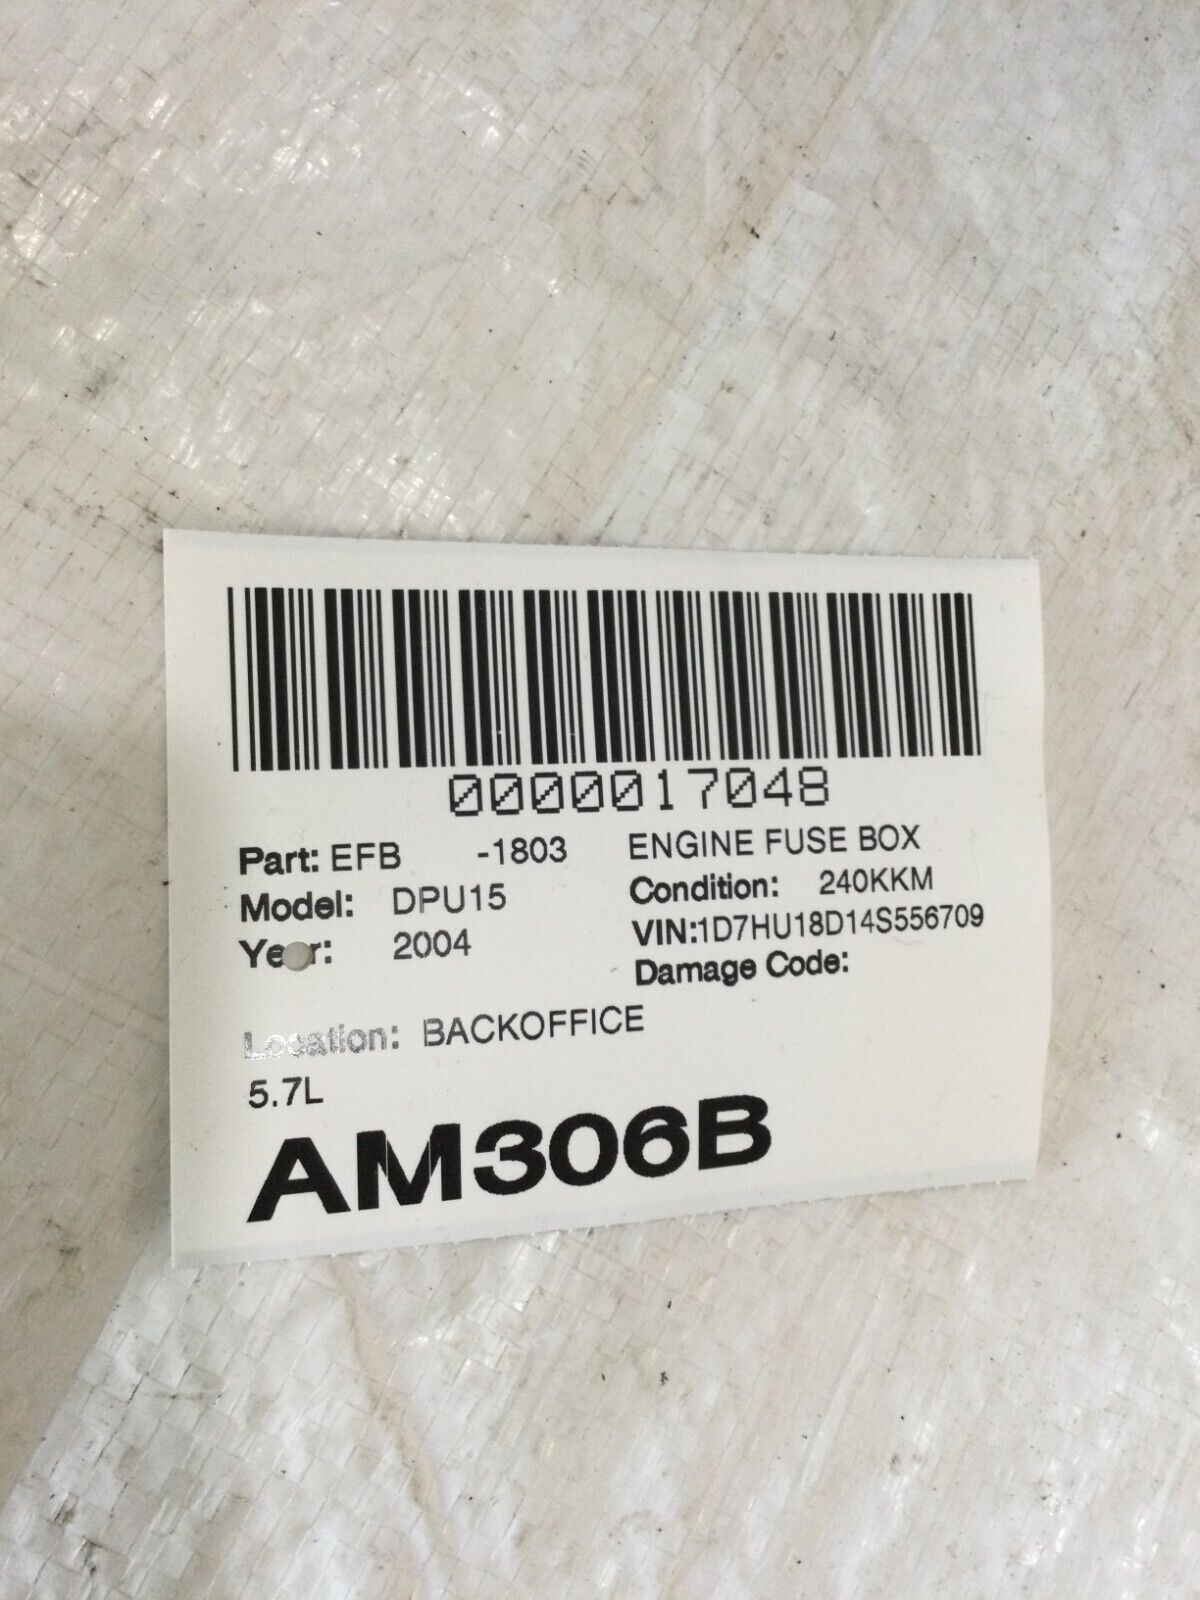 0000017048
Part: EFB -1803 ENGINE FUSE BOX
Model: DPU15 Condition: 240KKM
Year: 2004 VIN:1D7HU18D14S556709
Damage Code:
Location: BACKOFFICE
5.7L
AM306B